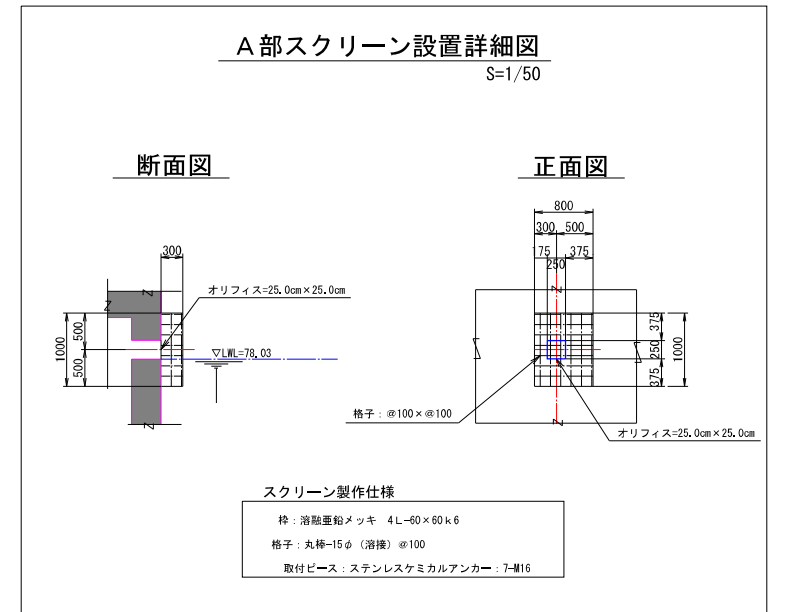 A部スクリーン設置詳細図
S=1/50
断面図
正面図
300
オリフィス=25.0cm×25.0cm
1000
500
500
▽LWL=78.03
800
300 500
175 375
250
375
250
375
1000
格子：@100×@100
オリフィス=25.0cm×25.0cm
スクリーン製作仕様
枠：溶融亜鉛メッキ 4L-60×60k6
格子：丸棒-15φ（溶接）@100
取付ピース：ステンレスケミカルアンカー：7-M16